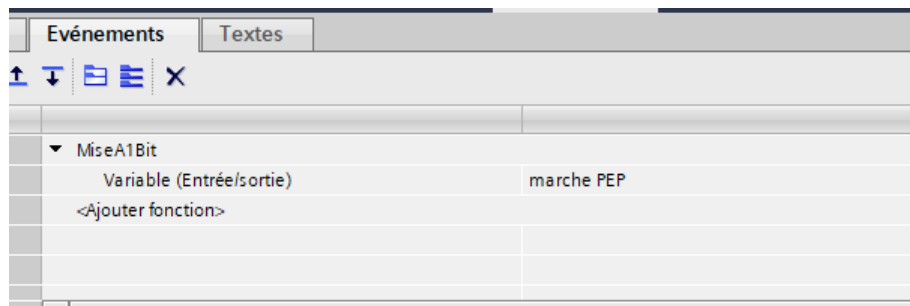 Evénements
Textes
MiseA1Bit
Variable (Entrée/sortie)
marche PEP
<Ajouter fonction>